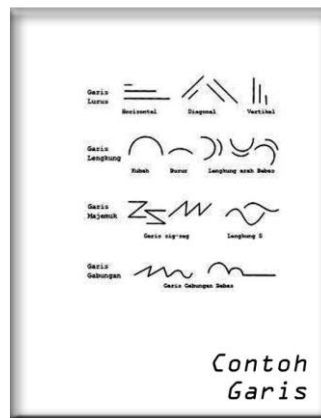 Garis
Lurus
Horizontal Diagonal Vertikal
Garis
Lengkung
Kubah Busur Lengkung arah Bebas
Garis
Majemuk
Garis zig-zag Lengkung S
Garis
Gabungan
Garis Gabungan Bebas
Contoh
Garis